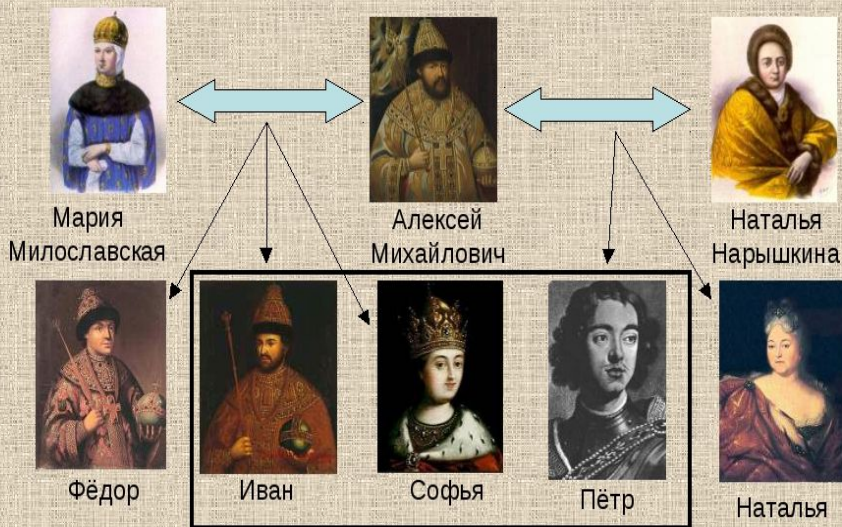 Мария
Милославская
Алексей
Михайлович
Наталья
Нарышкина
Фёдор
Иван
Софья
Пётр
Наталья